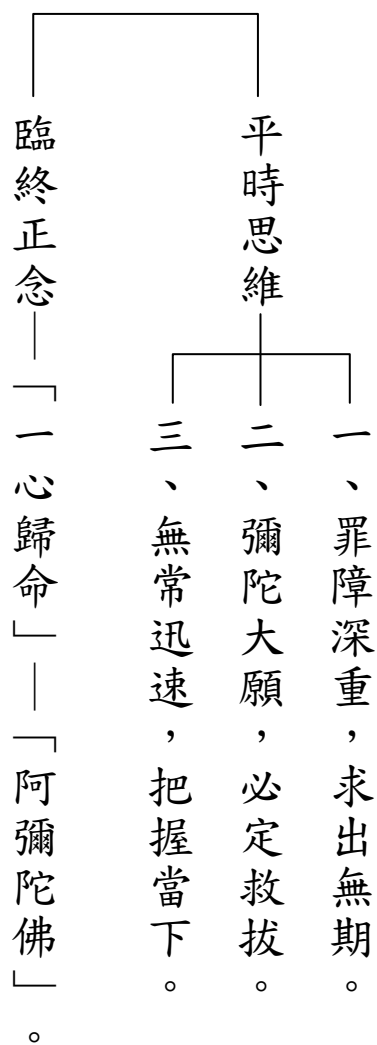 平時思維
一、罪障深重，求出無期。
二、彌陀大願，必定救拔。
三、無常迅速，把握當下。
臨終正念—「一心歸命」—「阿彌陀佛」。